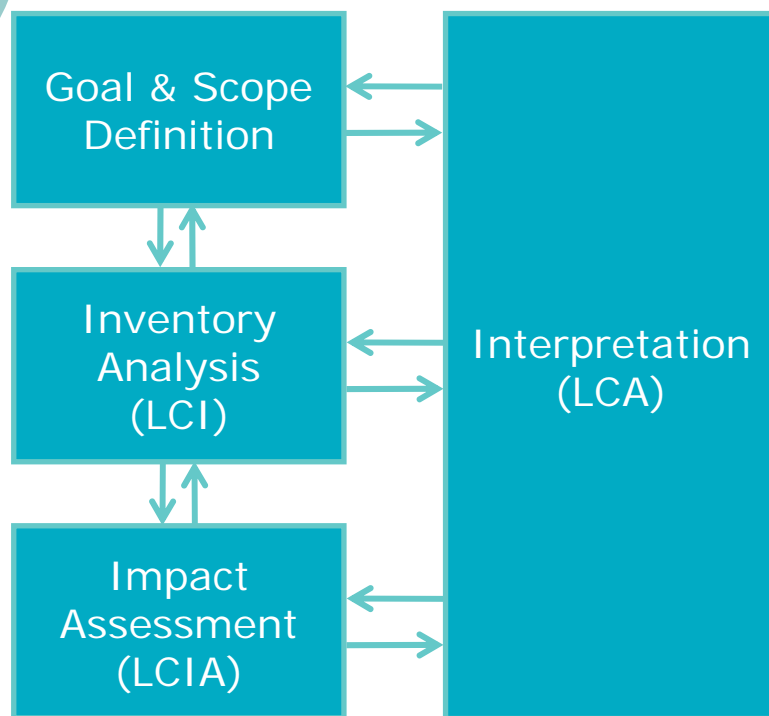 Goal & Scope
Definition
Inventory
Analysis
(LCI)
Interpretation
(LCA)
Impact
Assessment
(LCIA)